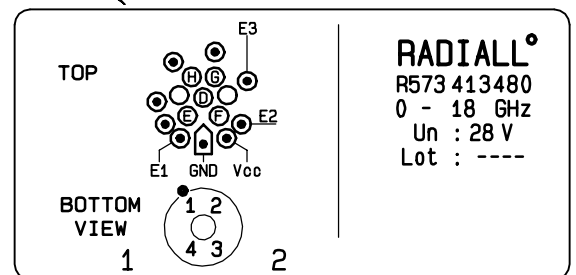 E3
TOP
H G
D
E F
E2
E1 GND Vcc
BOTTOM
VIEW
1 2
4 3
1 2
RADIALL°
R573 413480
0 - 18 GHz
Un : 28 V
Lot : ----